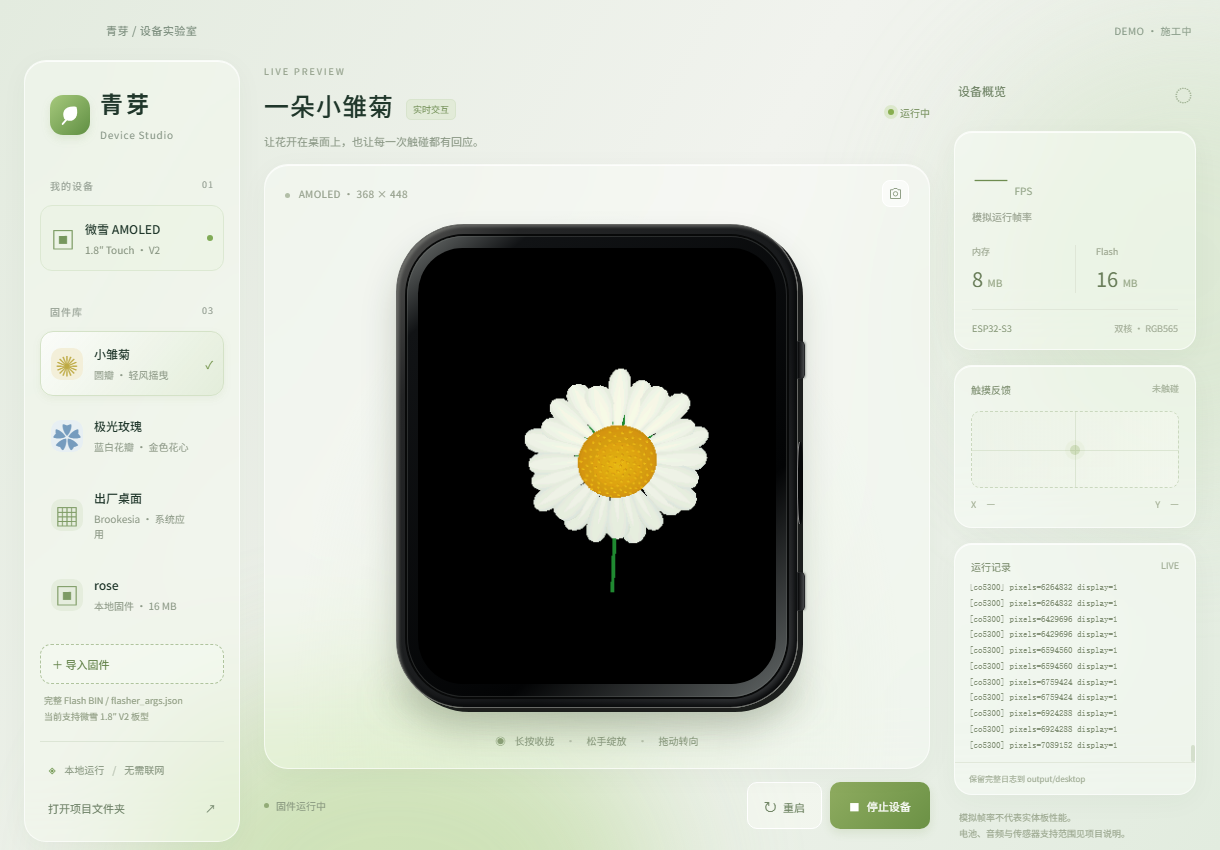 青芽 / 设备实验室
DEMO · 施工中
青芽
Device Studio
我的设备 01
微雪 AMOLED
1.8" Touch · V2
固件库 03
小雏菊
圆瓣 · 轻风摇曳
✓
极光玫瑰
蓝白花瓣 · 金色花心
出厂桌面
Brookesia · 系统应
用
rose
本地固件 · 16 MB
+ 导入固件
完整 Flash BIN / flasher_args.json
当前支持微雪 1.8" V2 板型
本地运行 / 无需联网
打开项目文件夹 ↗
LIVE PREVIEW
一朵小雏菊 实时交互
运行中
让花开在桌面上，也让每一次触碰都有回应。
AMOLED · 368 × 448
长按收拢 · 松手绽放 · 拖动转向
固件运行中
↻ 重启
■ 停止设备
设备概览
— FPS
模拟运行帧率
内存
8 MB
Flash
16 MB
ESP32-S3
双核 · RGB565
触摸反馈 未触碰
X —
Y —
运行记录 LIVE
[co5300] pixels=6264832 display=1
[co5300] pixels=6264832 display=1
[co5300] pixels=6429696 display=1
[co5300] pixels=6429696 display=1
[co5300] pixels=6594560 display=1
[co5300] pixels=6594560 display=1
[co5300] pixels=6759424 display=1
[co5300] pixels=6759424 display=1
[co5300] pixels=6924288 display=1
[co5300] pixels=6924288 display=1
[co5300] pixels=7089152 display=1
保留完整日志到 output/desktop
模拟帧率不代表实体板性能。
电池、音频与传感器支持范围见项目说明。